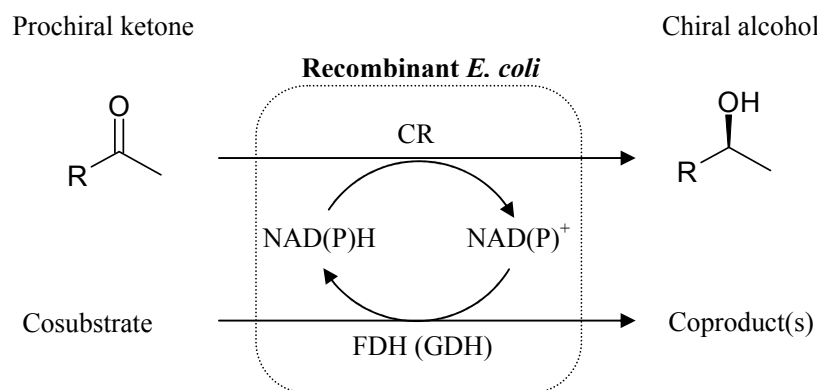 Prochiral ketone Chiral alcohol
Recombinant E. coli
O OH
CR
R R
NAD(P)H NAD(P)⁺
Cosubstrate Coproduct(s)
FDH (GDH)